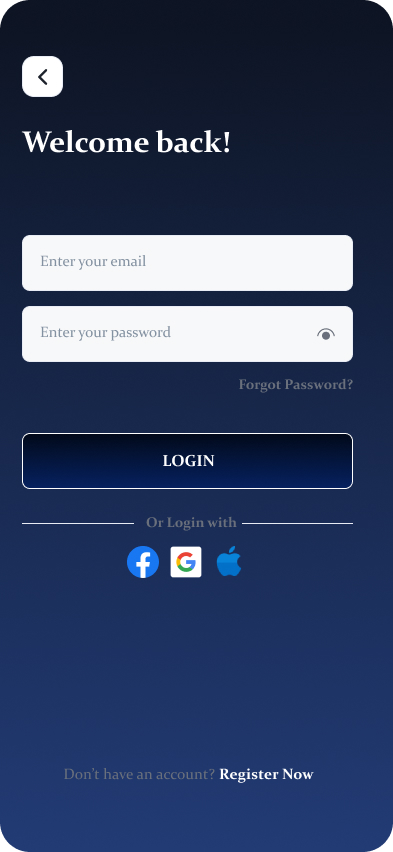 Welcome back!
Enter your email
Enter your password
Forgot Password?
LOGIN
Or Login with
Don't have an account? Register Now